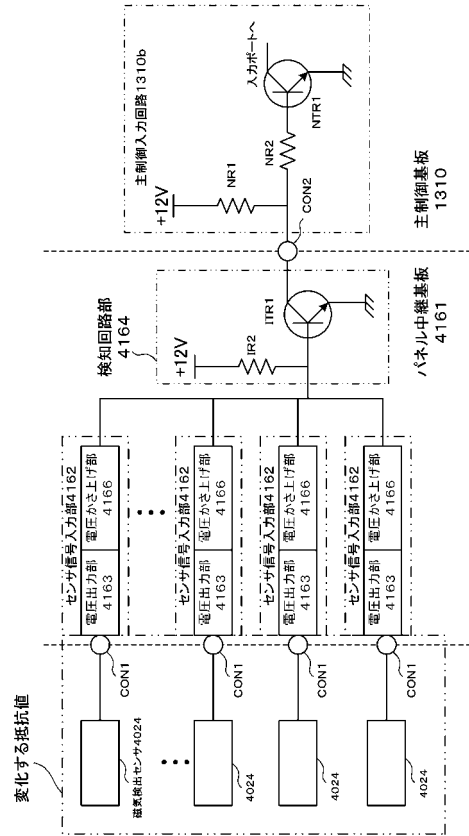 変化する抵抗値
磁気検出センサ4024
4024
4024
4024
CON1
CON1
CON1
CON1
センサ信号入力部4162
電圧出力部
4163
電圧かさ上げ部
4166
センサ信号入力部4162
電圧出力部
4163
電圧かさ上げ部
4166
センサ信号入力部4162
電圧出力部
4163
電圧かさ上げ部
4166
センサ信号入力部4162
電圧出力部
4163
電圧かさ上げ部
4166
検知回路部
4164
+12V
IR2
ITR1
パネル中継基板
4161
CON2
主制御入力回路1310b
+12V
NR1
NR2
NTR1
入力ポートへ
主制御基板
1310